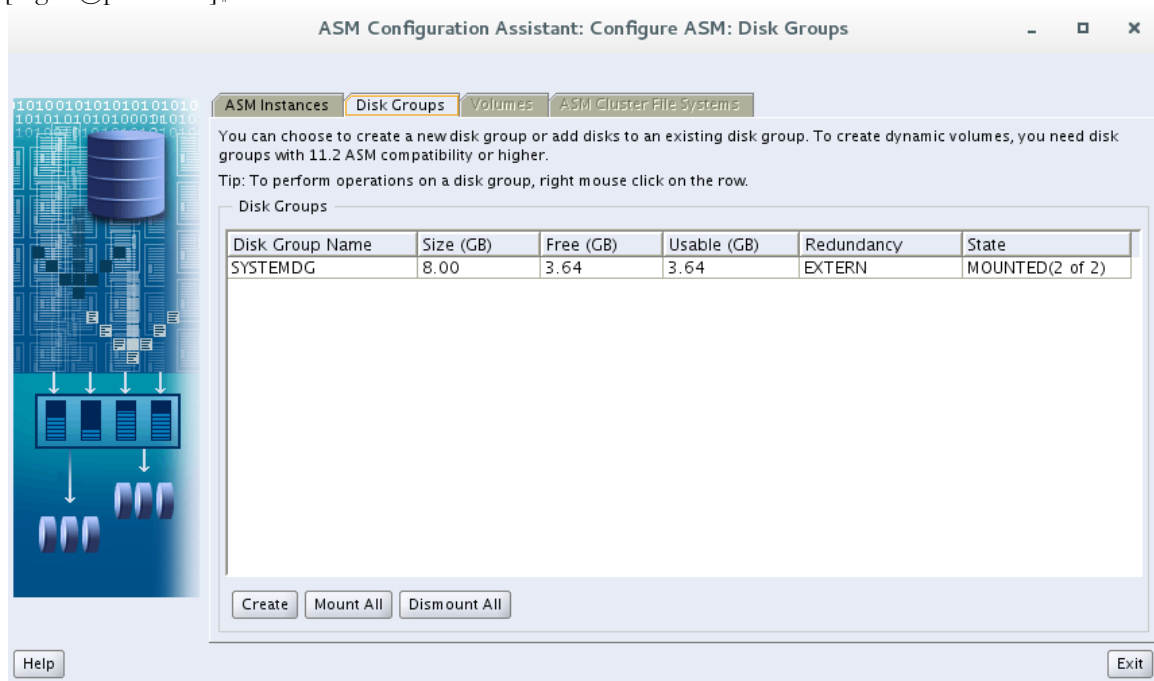 ASM Configuration Assistant: Configure ASM: Disk Groups
ASM Instances Disk Groups Volumes ASM Cluster File Systems
You can choose to create a new disk group or add disks to an existing disk group. To create dynamic volumes, you need disk
groups with 11.2 ASM compatibility or higher.
Tip: To perform operations on a disk group, right mouse click on the row.
Disk Groups
Disk Group Name Size (GB) Free (GB) Usable (GB) Redundancy State
SYSTEMDG 8.00 3.64 3.64 EXTERN MOUNTED(2 of 2)
Create Mount All Dismount All
Help Exit